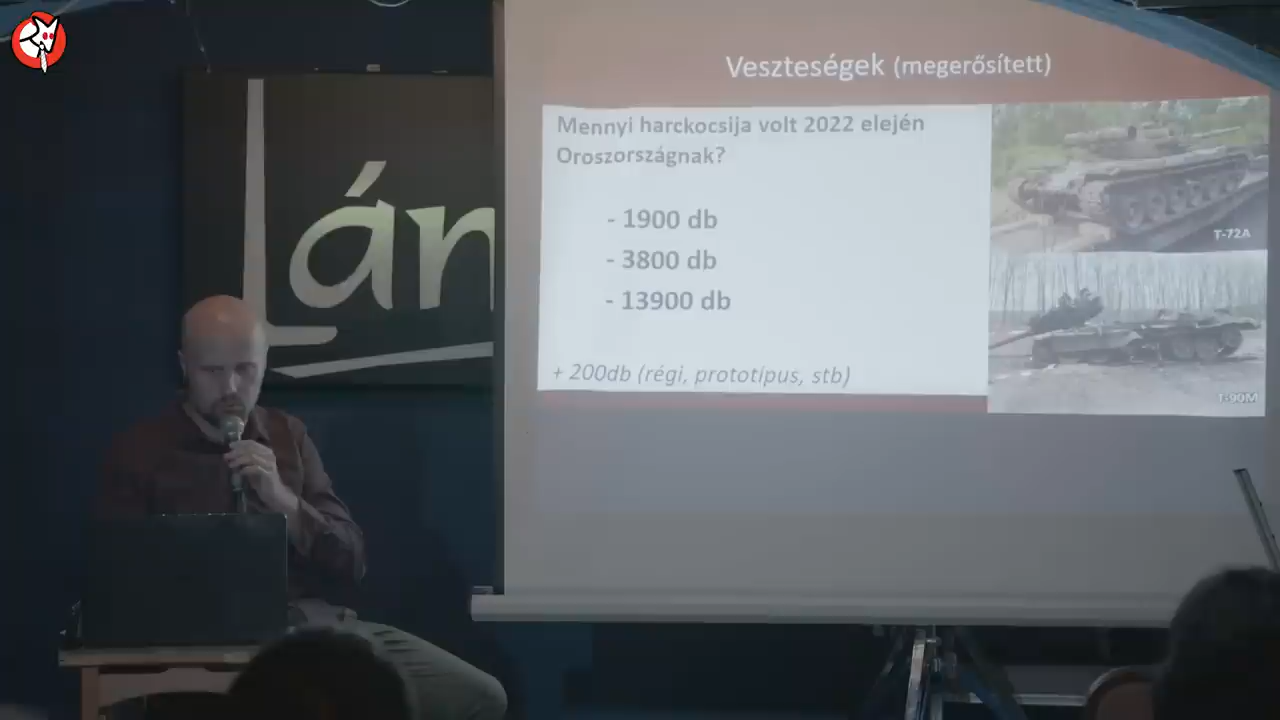 Lán
Veszteségek (megerősített)
Mennyi harckocsija volt 2022 elején
Oroszországnak?
- 1900 db
- 3800 db
- 13900 db
+ 200db (régi, prototípus, stb)
T-72A
T-90M